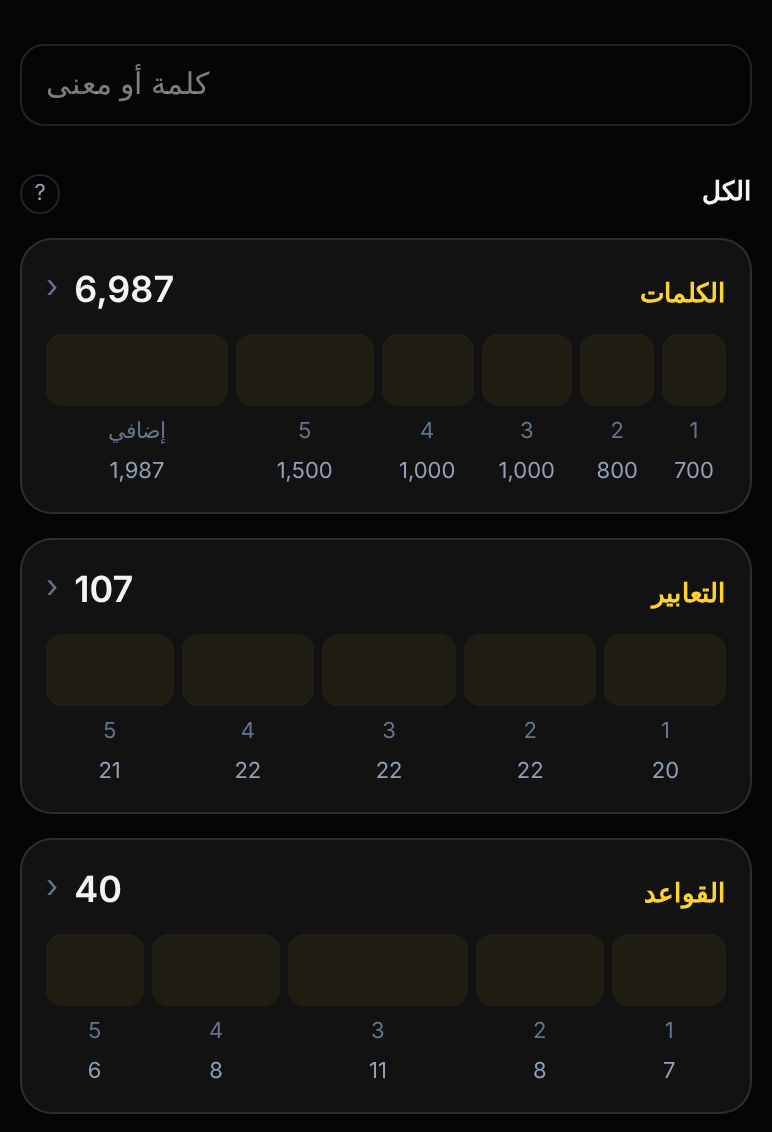 كلمة أو معنى
الكل ?
الكلمات 6,987 ›
1 2 3 4 5 إضافي
700 800 1,000 1,000 1,500 1,987
التعابير 107 ›
1 2 3 4 5
20 22 22 22 21
القواعد 40 ›
1 2 3 4 5
7 8 11 8 6